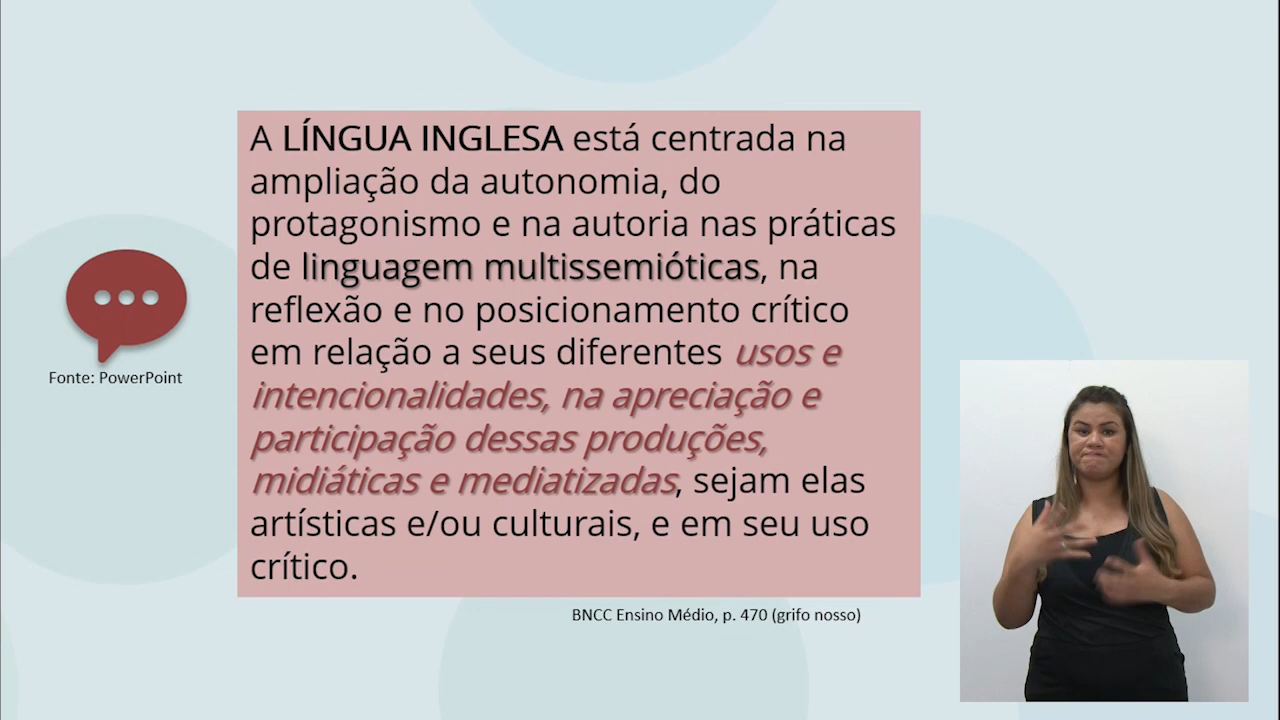 A LÍNGUA INGLESA está centrada na
ampliação da autonomia, do
protagonismo e na autoria nas práticas
de linguagem multissemióticas, na
reflexão e no posicionamento crítico
em relação a seus diferentes usos e
intencionalidades, na apreciação e
participação dessas produções,
midiáticas e mediatizadas, sejam elas
artísticas e/ou culturais, e em seu uso
crítico.
Fonte: PowerPoint
BNCC Ensino Médio, p. 470 (grifo nosso)